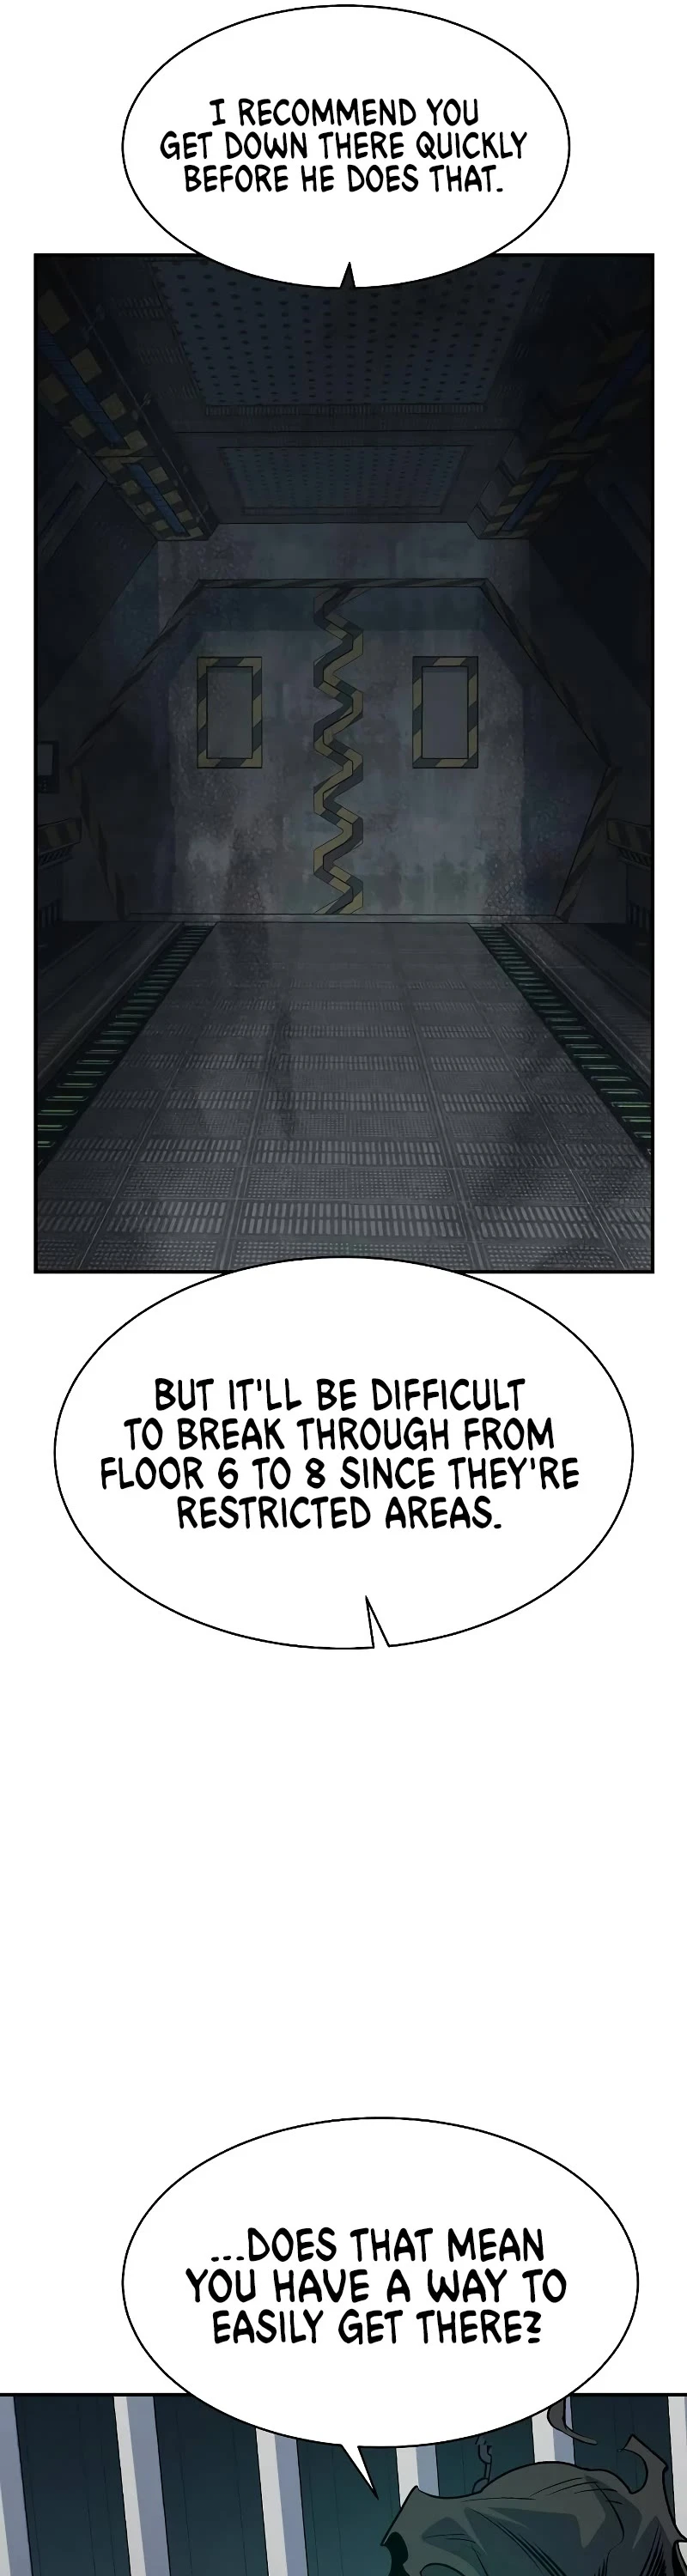 I RECOMMEND YOU
GET DOWN THERE QUICKLY
BEFORE HE DOES THAT.
BUT IT'LL BE DIFFICULT
TO BREAK THROUGH FROM
FLOOR 6 TO 8 SINCE THEY'RE
RESTRICTED AREAS.
...DOES THAT MEAN
YOU HAVE A WAY TO
EASILY GET THERE?